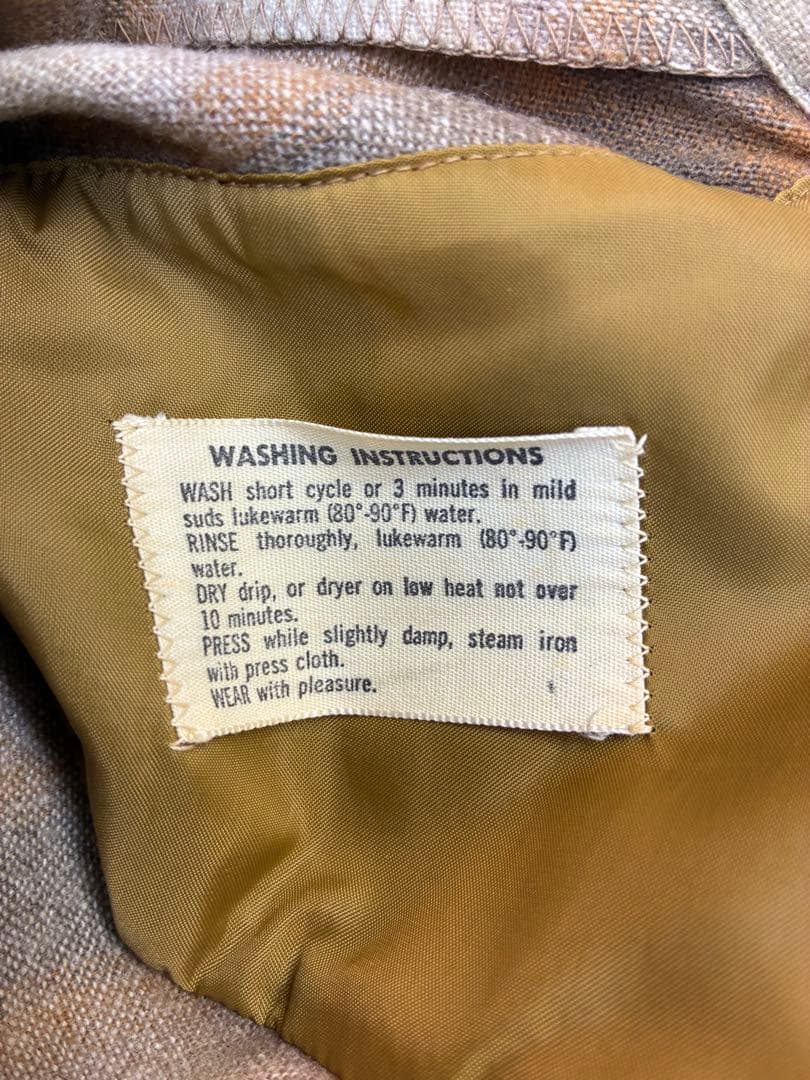 WASHING INSTRUCTIONS
WASH short cycle or 3 minutes in mild
suds lukewarm (80°-90°F) water.
RINSE thoroughly, lukewarm (80°-90°F)
water.
DRY drip, or dryer on low heat not over
10 minutes.
PRESS while slightly damp, steam iron
with press cloth.
WEAR with pleasure.